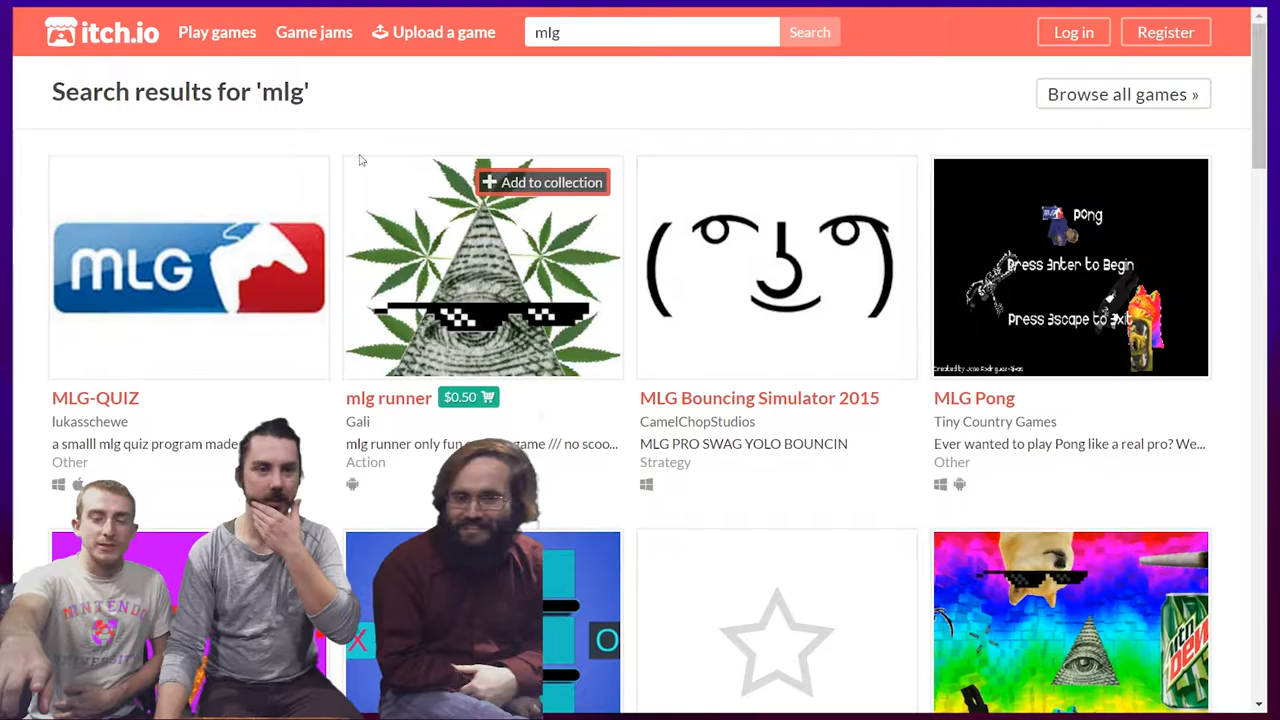 itch.io Play games Game jams Upload a game mlg Search Log in Register
Search results for 'mlg'
Browse all games »
Add to collection
MLG
pong
Press Enter to Begin
Press Escape to Exit
MLG-QUIZ
mlg runner $0.50
MLG Bouncing Simulator 2015
MLG Pong
lukasschewe
Gali
CamelChopStudios
Tiny Country Games
a smalll mlg quiz program made
mlg runner only fun game /// no scoo...
MLG PRO SWAG YOLO BOUNCIN
Ever wanted to play Pong like a real pro? We...
Other
Action
Strategy
Other
NINTENDO
UNIVERSITY
X
O